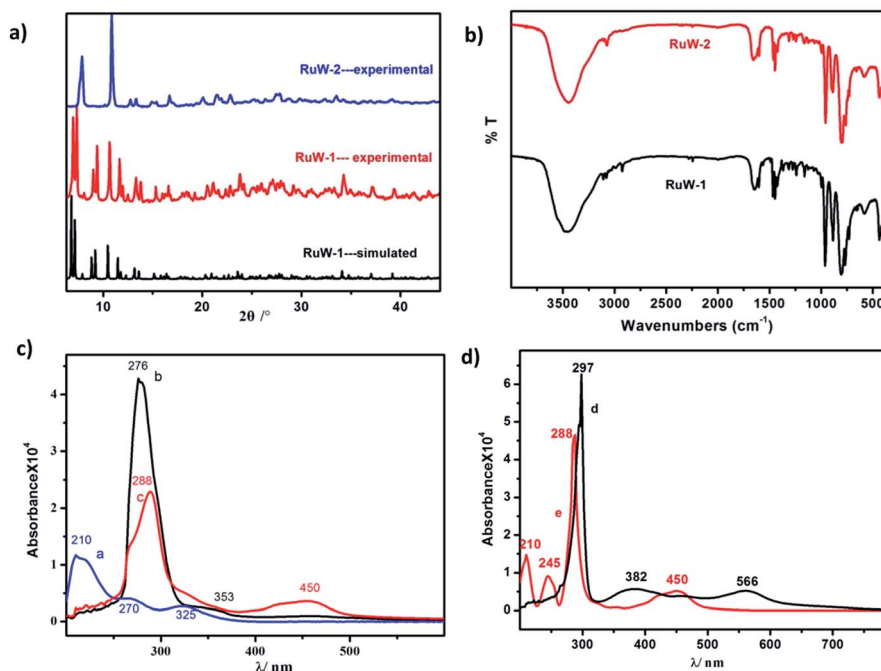 a)
RuW-2---experimental
RuW-1--- experimental
RuW-1---simulated
10 20 30 40
2θ /°
b)
RuW-2
% T
RuW-1
3500 3000 2500 2000 1500 1000 500
Wavenumbers (cm⁻¹)
c)
276
b
4
3
288
c
2
210
a
1
353
450
270
325
0
AbsorbanceX10⁴
200 300 400 500
λ/ nm
d)
297
6
d
5
288
4
3
e
2
210
245
1
382
566
450
0
AbsorbanceX10⁴
300 400 500 600 700
λ/ nm